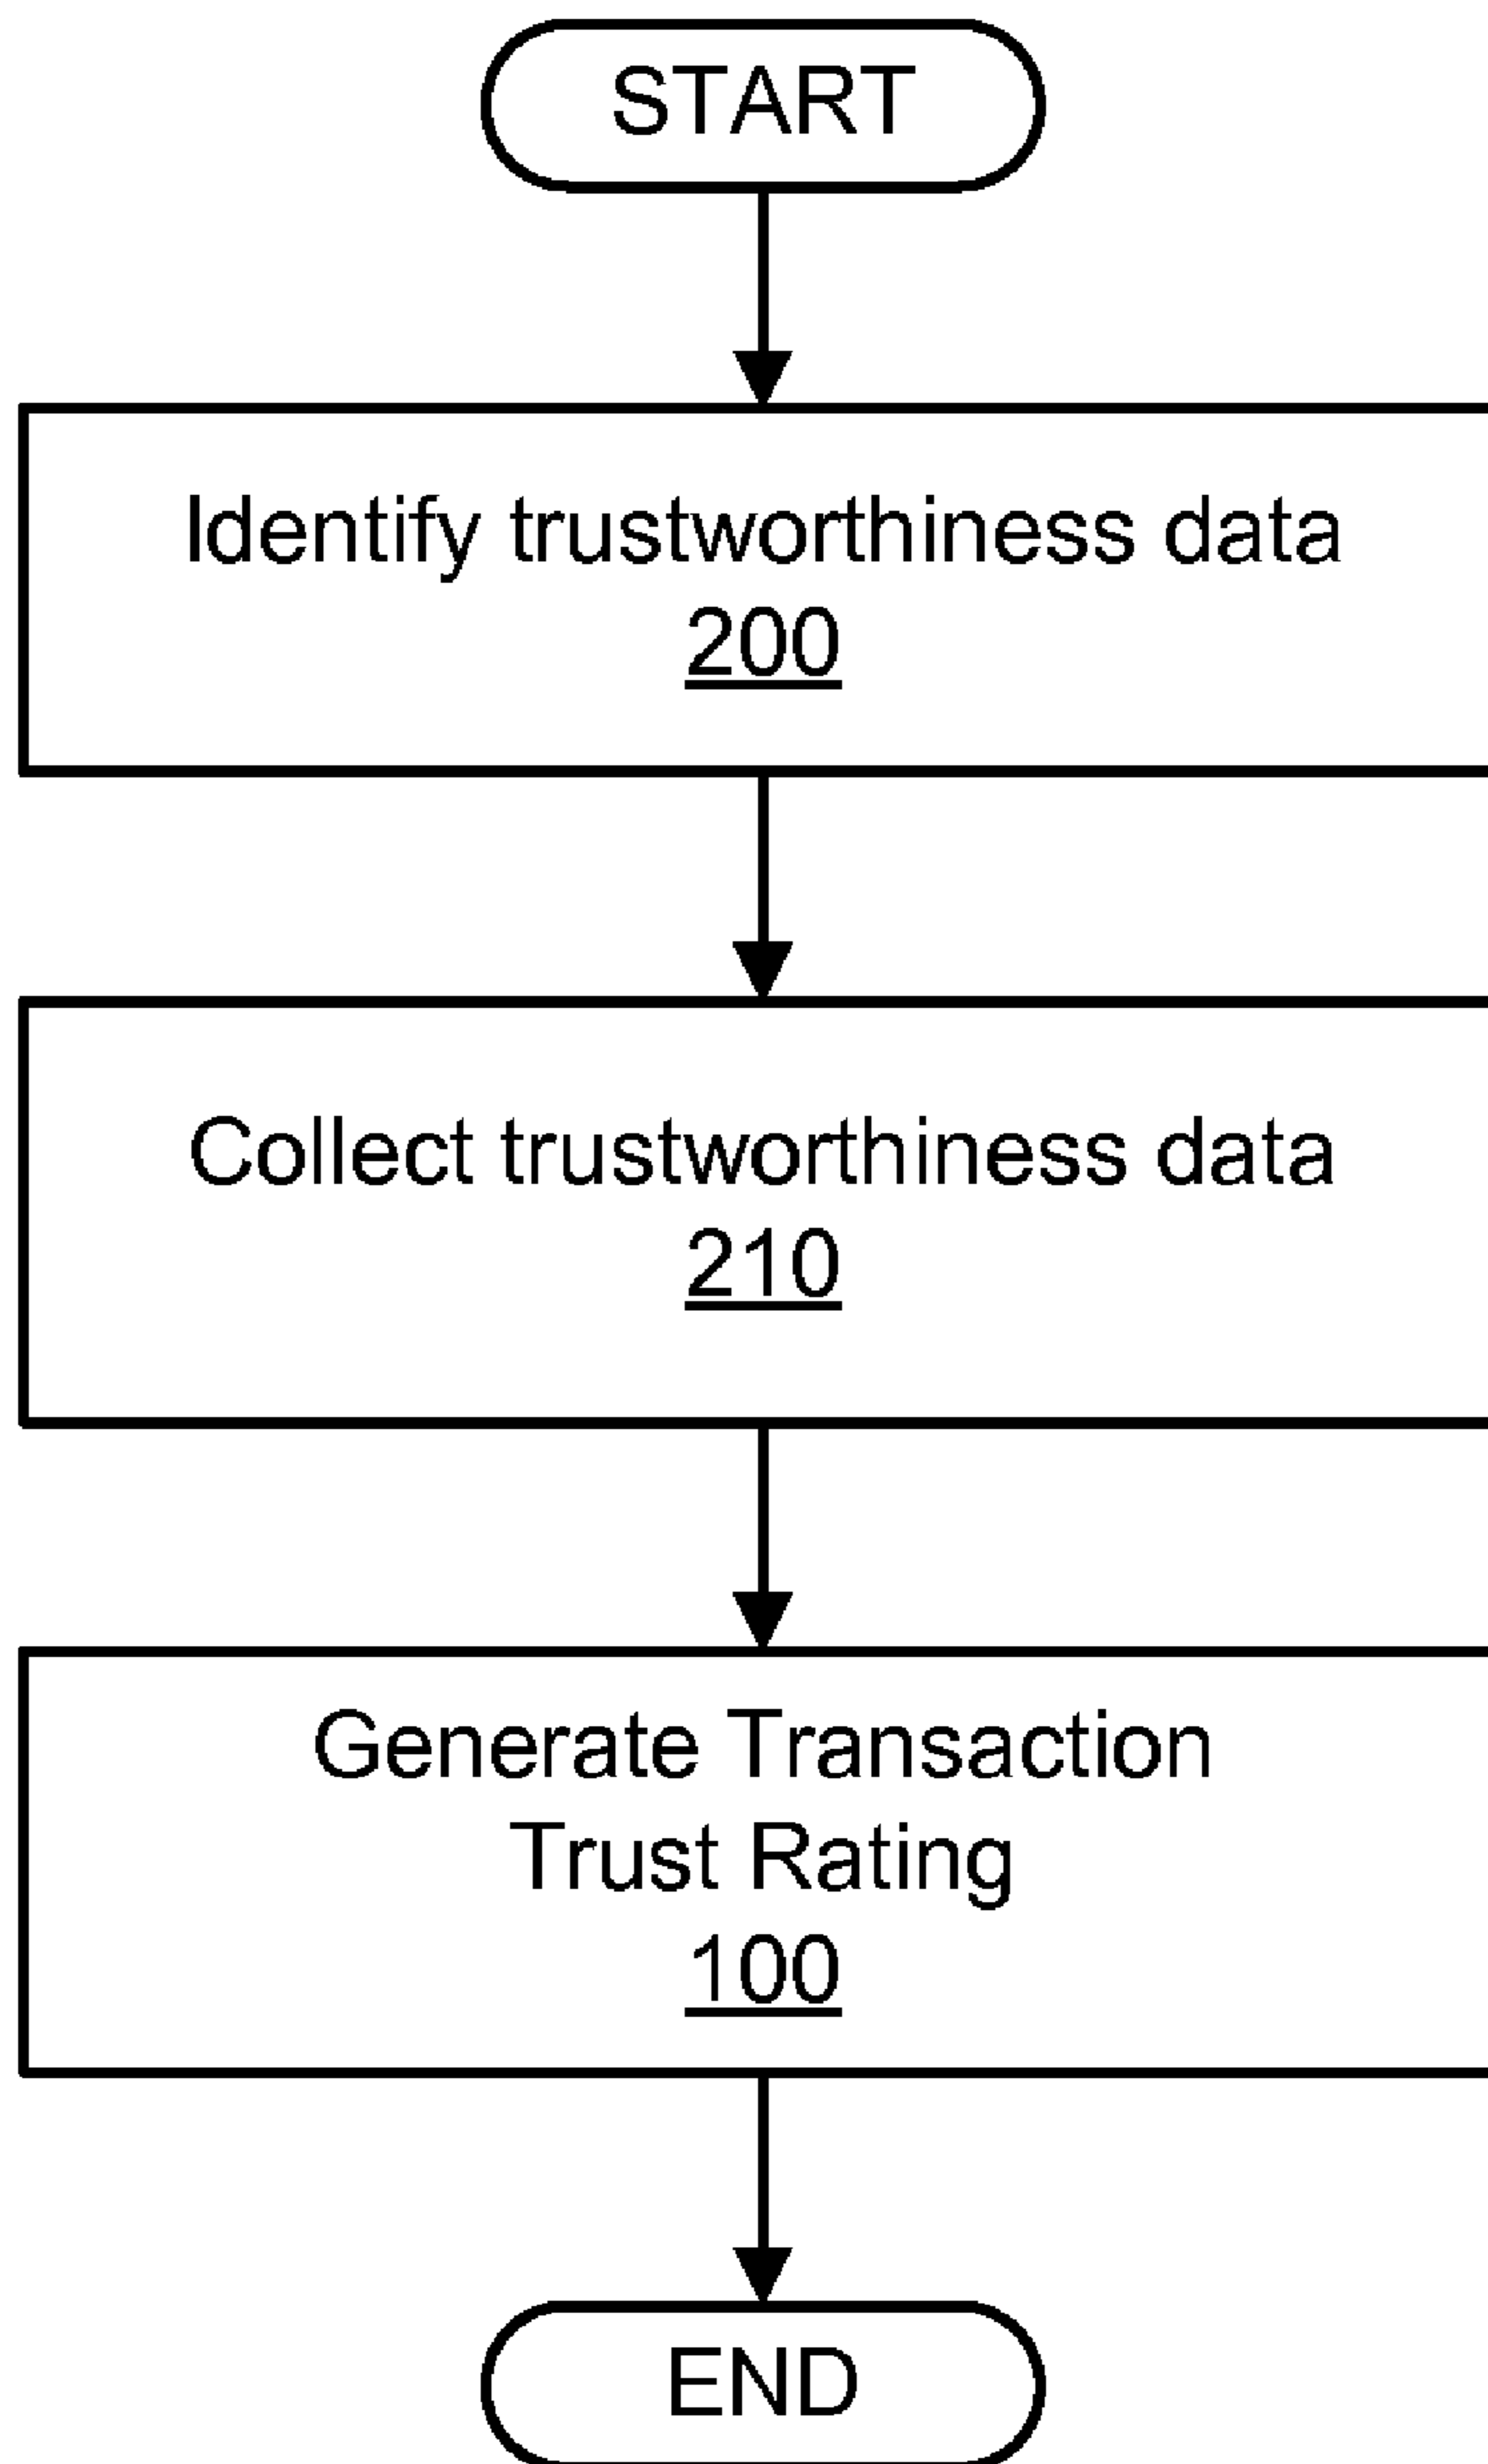 START
Identify trustworthiness data
200
Collect trustworthiness data
210
Generate Transaction
Trust Rating
100
END